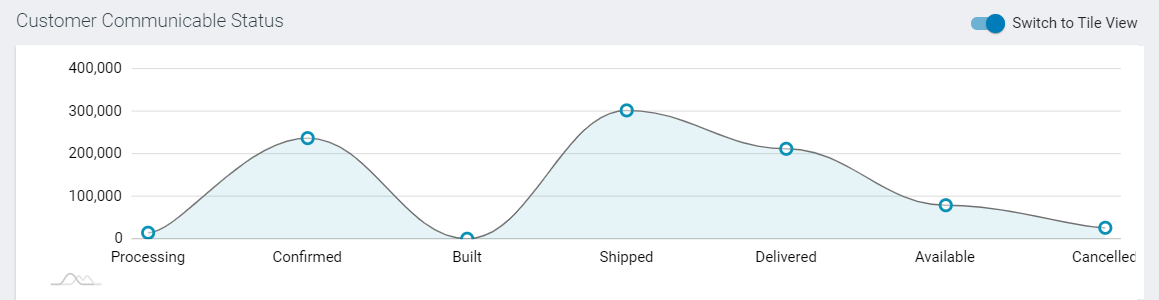 Customer Communicable Status
Switch to Tile View
400,000
300,000
200,000
100,000
0
Processing Confirmed Built Shipped Delivered Available Cancelled